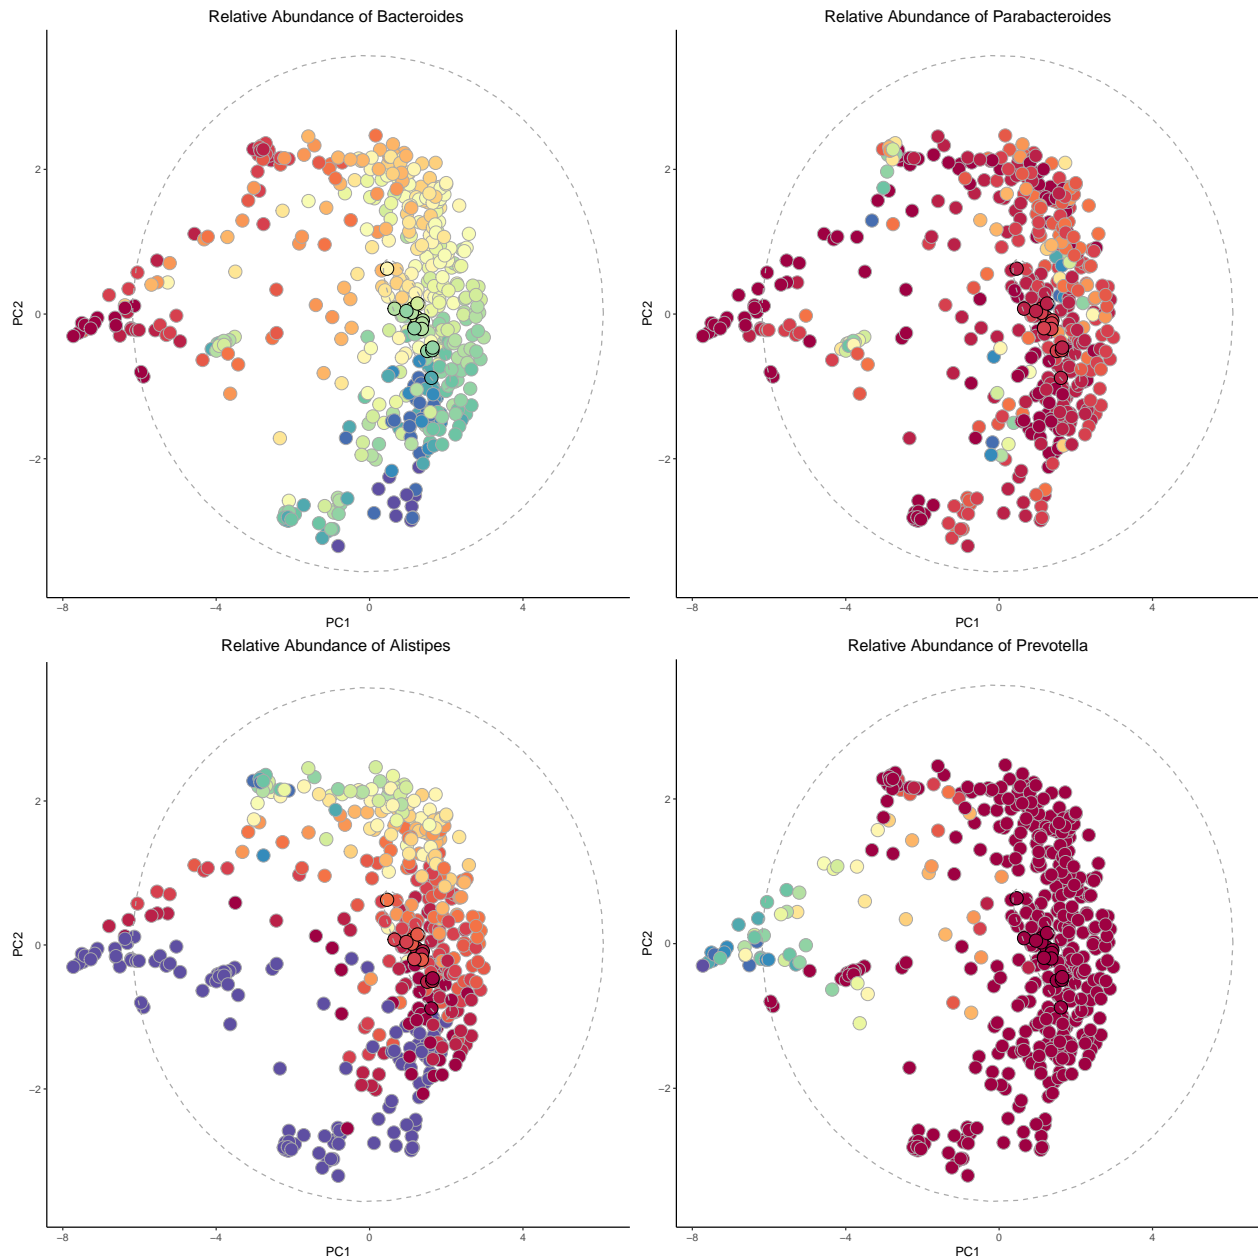 Relative Abundance of Bacteroides
PC2
2
0
−2
−8
−4
0
4
PC1
Relative Abundance of Parabacteroides
PC2
2
0
−2
−8
−4
0
4
PC1
Relative Abundance of Alistipes
PC2
2
0
−2
−8
−4
0
4
PC1
Relative Abundance of Prevotella
PC2
2
0
−2
−8
−4
0
4
PC1